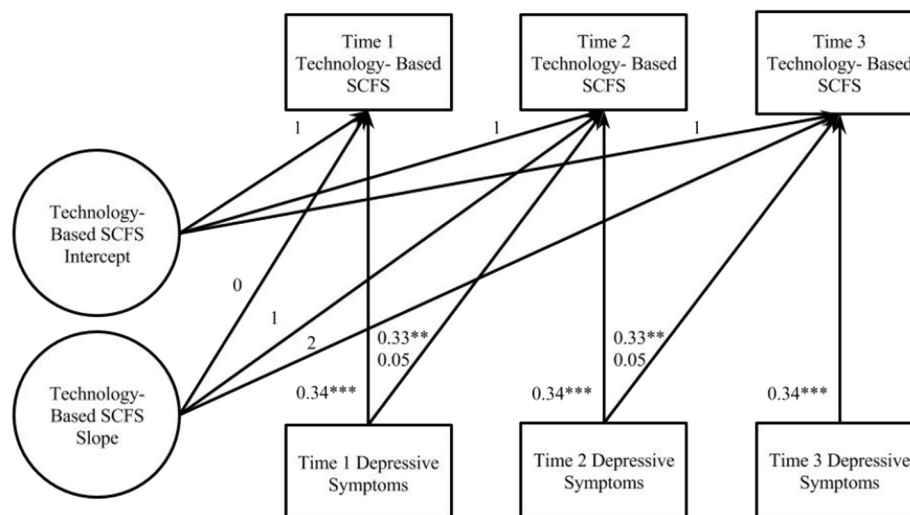 Time 1
Technology- Based
SCFS
Time 2
Technology- Based
SCFS
Time 3
Technology- Based
SCFS
1
1
1
Technology-
Based SCFS
Intercept
0
1
2
0.33**
0.05
0.33**
0.05
Technology-
Based SCFS
Slope
0.34***
0.34***
0.34***
Time 1 Depressive
Symptoms
Time 2 Depressive
Symptoms
Time 3 Depressive
Symptoms